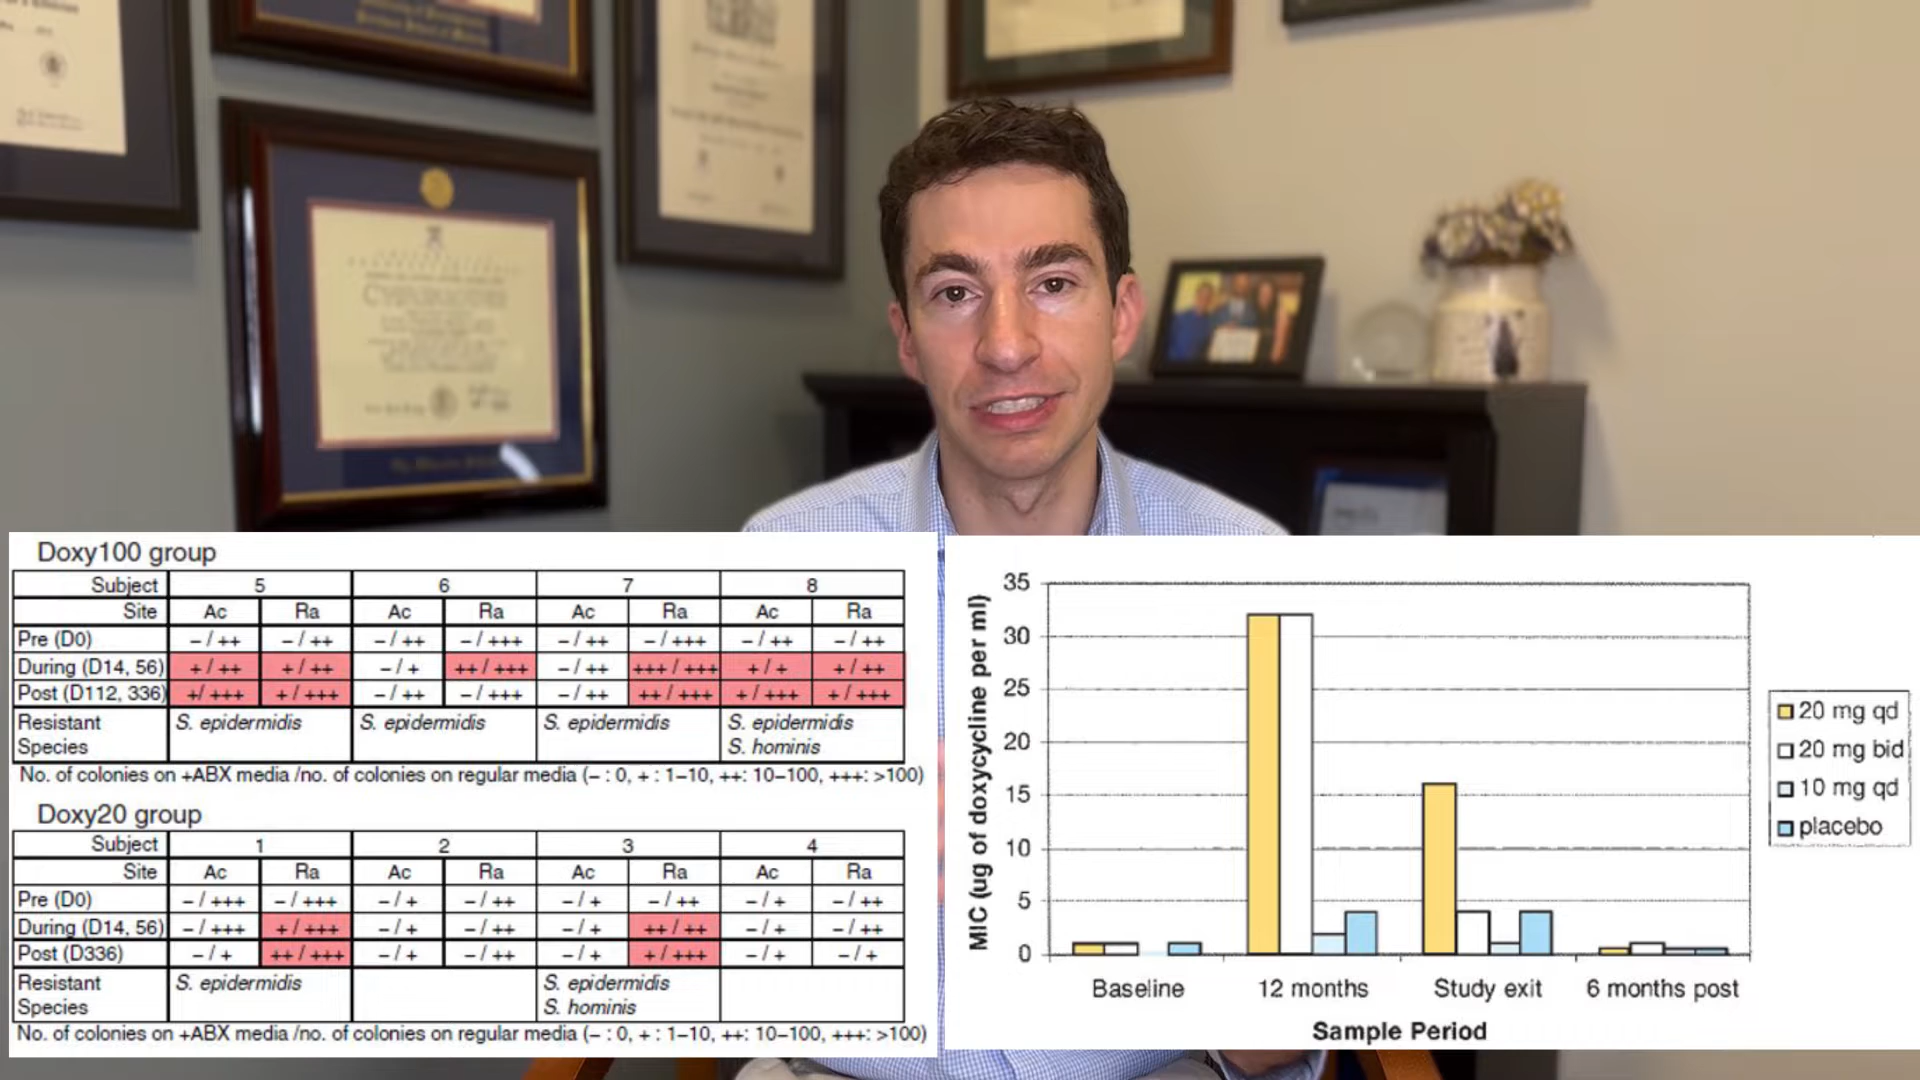 Doxy100 group
Subject 5 6 7 8
Site Ac Ra Ac Ra Ac Ra Ac Ra
Pre (D0) – / ++ – / ++ – / ++ – / +++ – / ++ – / +++ – / ++ – / ++
During (D14, 56) + / ++ + / ++ – / + ++ / +++ – / ++ +++ / +++ + / + + / ++
Post (D112, 336) +/ +++ + / +++ – / ++ – / +++ – / ++ ++ / +++ + / +++ + / +++
Resistant S. epidermidis S. epidermidis S. epidermidis S. epidermidis
Species S. hominis
No. of colonies on +ABX media /no. of colonies on regular media (– : 0, + : 1–10, ++: 10–100, +++: >100)
Doxy20 group
Subject 1 2 3 4
Site Ac Ra Ac Ra Ac Ra Ac Ra
Pre (D0) – / +++ – / +++ – / + – / ++ – / + – / ++ – / + – / ++
During (D14, 56) – / +++ + / +++ – / + – / ++ – / + ++ / ++ – / + – / ++
Post (D336) – / + ++ / +++ – / + – / ++ – / + + / +++ – / + – / +
Resistant S. epidermidis S. epidermidis
Species S. hominis
No. of colonies on +ABX media /no. of colonies on regular media (– : 0, + : 1–10, ++: 10–100, +++: >100)
MIC (ug of doxycycline per ml)
35
30
25
20
15
10
5
0
Baseline 12 months Study exit 6 months post
Sample Period
20 mg qd
20 mg bid
10 mg qd
placebo